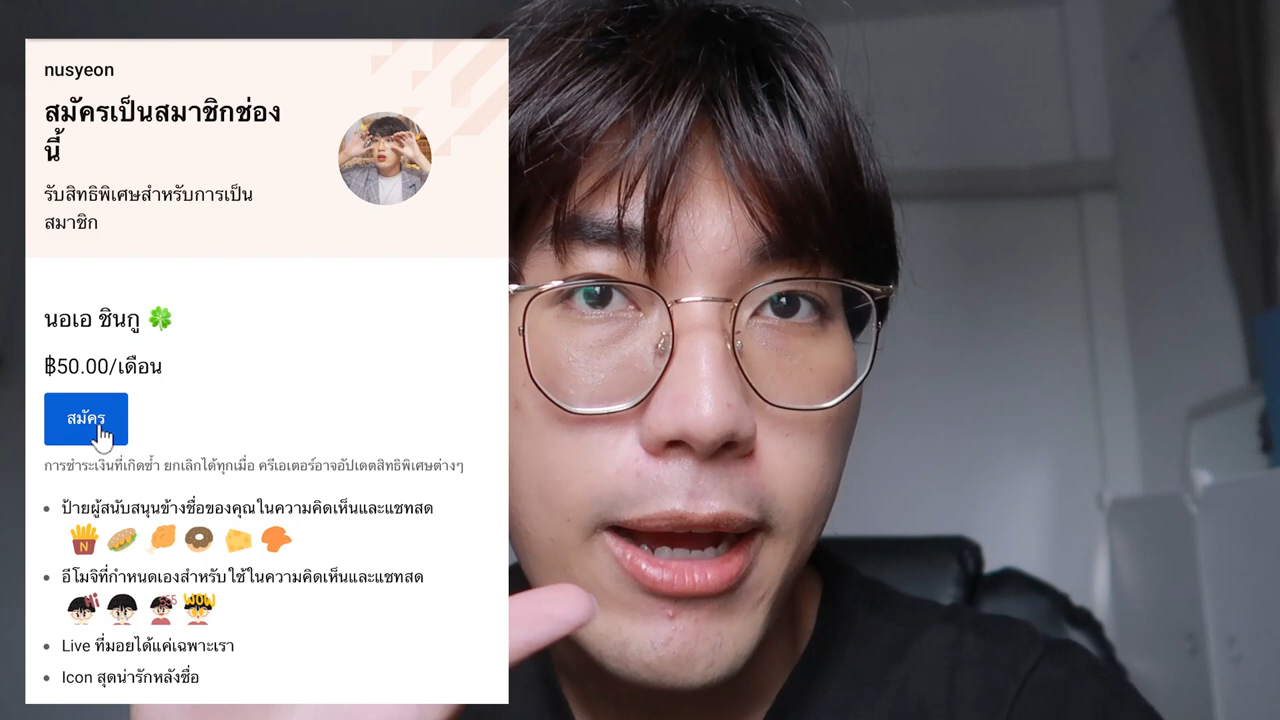 nusyeon
สมัครเป็นสมาชิกช่อง
นี้
รับสิทธิพิเศษสำหรับการเป็น
สมาชิก
นอเอ ชินกู
฿50.00/เดือน
สมัคร
การชำระเงินที่เกิดซ้ำ ยกเลิกได้ทุกเมื่อ ครีเอเตอร์อาจอัปเดตสิทธิพิเศษต่างๆ
ป้ายผู้สนับสนุนข้างชื่อของคุณในความคิดเห็นและแชทสด
N
อีโมจิที่กำหนดเองสำหรับใช้ในความคิดเห็นและแชทสด
Hi 555 WOW
Live ที่มอยได้แค่เฉพาะเรา
Icon สุดน่ารักหลังชื่อ